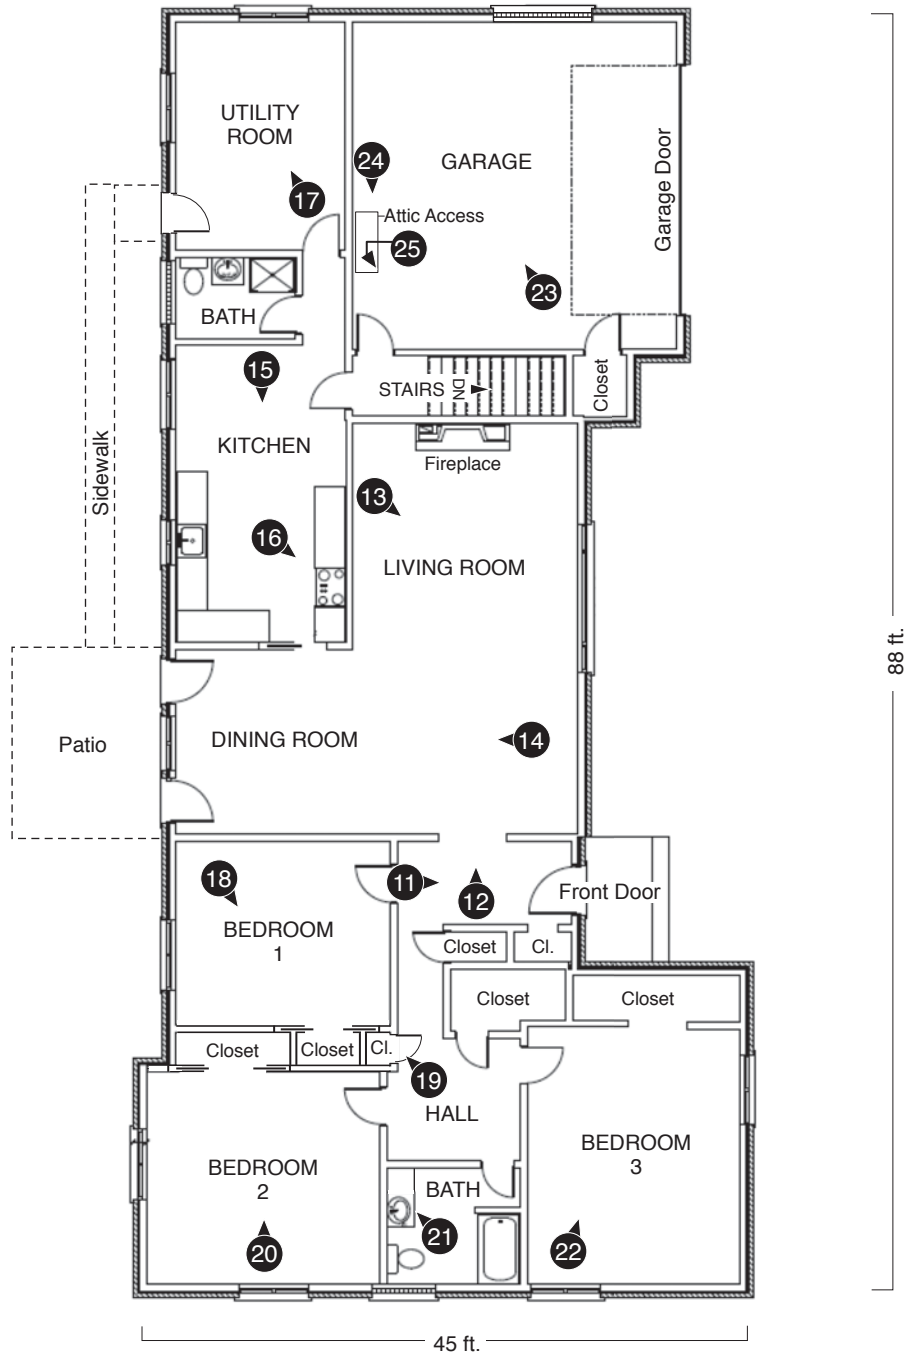 UTILITY
ROOM
24
GARAGE
Garage Door
17
Attic Access
25
23
BATH
15
STAIRS
DN
Closet
KITCHEN
Sidewalk
Fireplace
13
16
LIVING ROOM
88 ft.
Patio
DINING ROOM
14
18
11
12
Front Door
BEDROOM
1
Closet
Cl.
Closet
Closet
Closet
Closet
Cl.
19
HALL
BEDROOM
2
BEDROOM
3
BATH
20
21
22
45 ft.